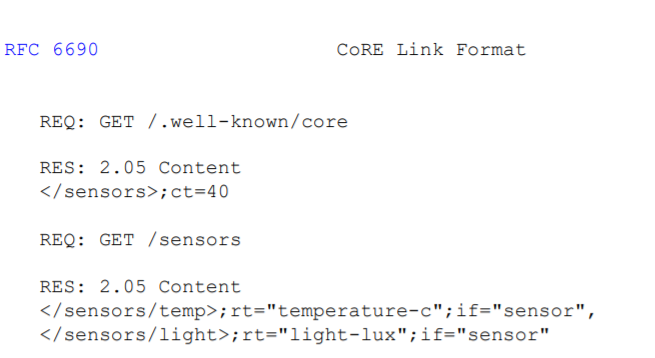 RFC 6690 CoRE Link Format
REQ: GET /.well-known/core
RES: 2.05 Content
</sensors>;ct=40
REQ: GET /sensors
RES: 2.05 Content
</sensors/temp>;rt="temperature-c";if="sensor",
</sensors/light>;rt="light-lux";if="sensor"